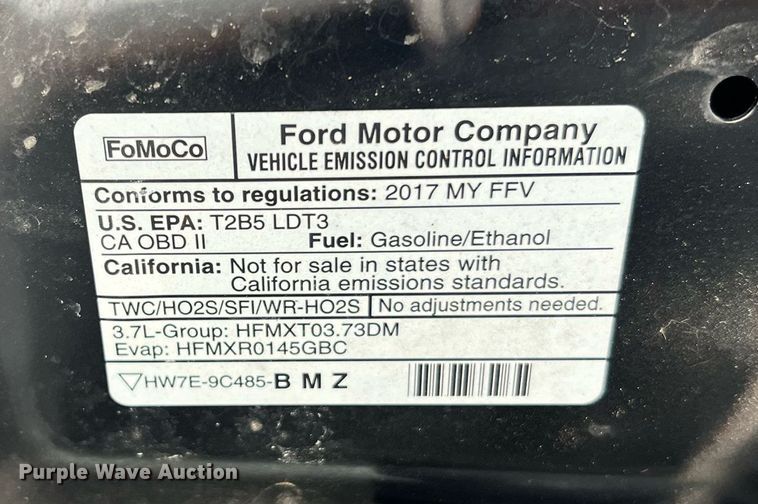 FoMoCo
Ford Motor Company
VEHICLE EMISSION CONTROL INFORMATION
Conforms to regulations: 2017 MY FFV
U.S. EPA: T2B5 LDT3
CA OBD II Fuel: Gasoline/Ethanol
California: Not for sale in states with
California emissions standards.
TWC/HO2S/SFI/WR-HO2S No adjustments needed.
3.7L-Group: HFMXT03.73DM
Evap: HFMXR0145GBC
HW7E-9C485-B M Z
Purple Wave Auction